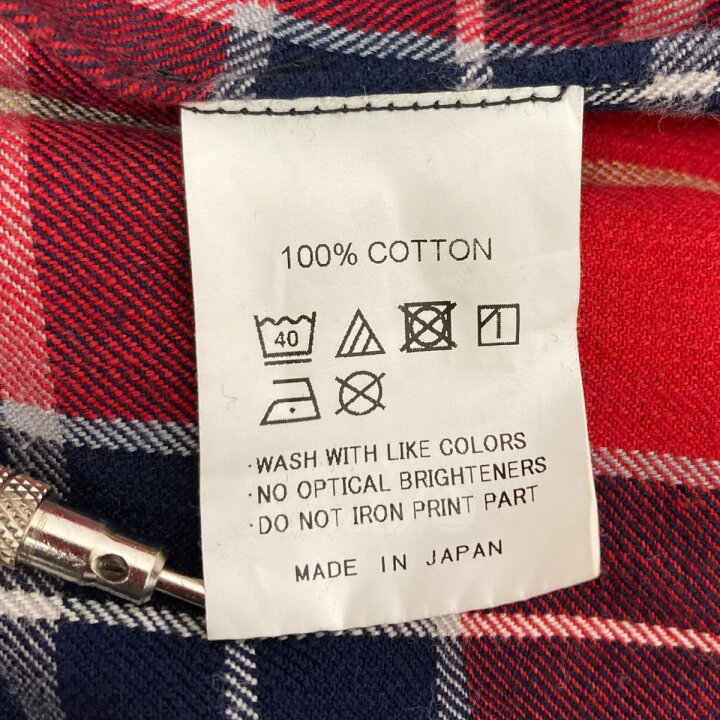 100% COTTON
40
·WASH WITH LIKE COLORS
·NO OPTICAL BRIGHTENERS
·DO NOT IRON PRINT PART
MADE IN JAPAN